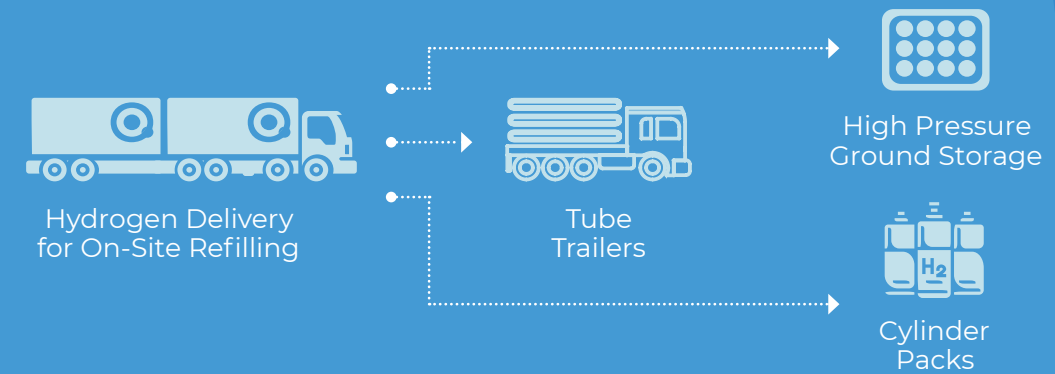 Hydrogen Delivery
for On-Site Refilling
Tube
Trailers
High Pressure
Ground Storage
H2
Cylinder
Packs